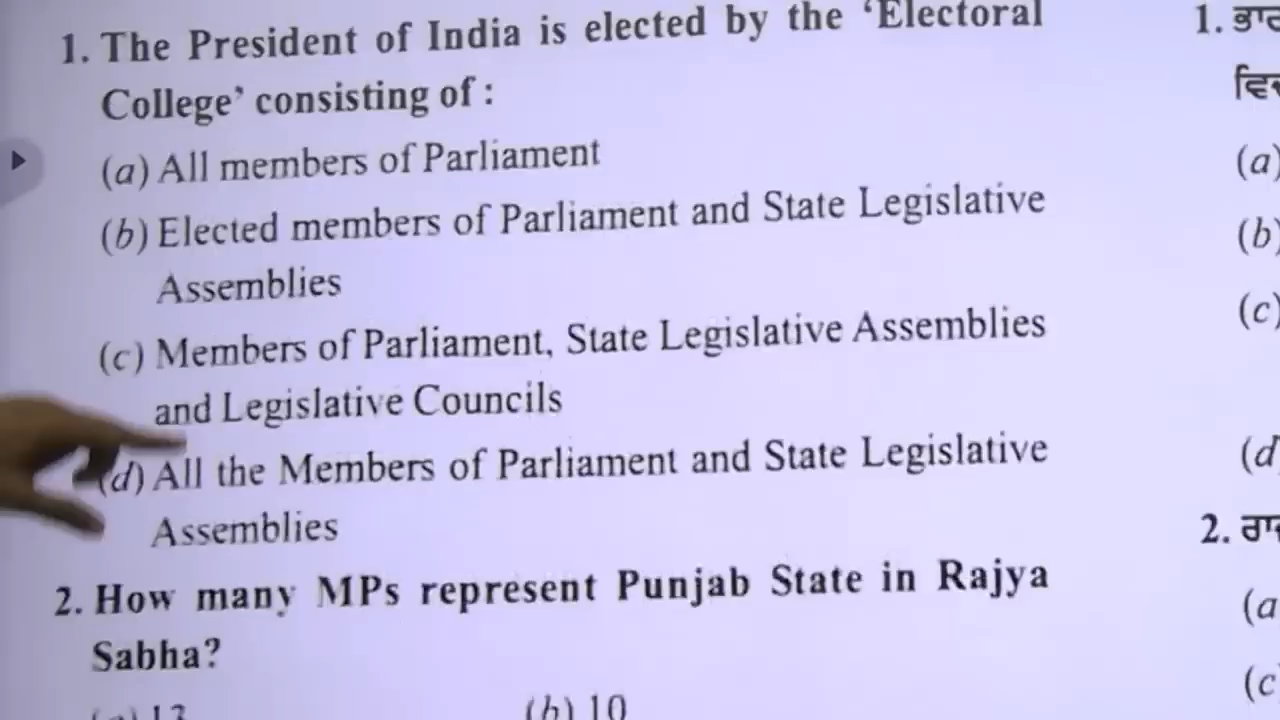 1. The President of India is elected by the ‘Electoral
College’ consisting of :
(a) All members of Parliament
(b) Elected members of Parliament and State Legislative
Assemblies
(c) Members of Parliament, State Legislative Assemblies
and Legislative Councils
(d) All the Members of Parliament and State Legislative
Assemblies
2. How many MPs represent Punjab State in Rajya
Sabha?
(b) 10
1.
(a)
(b)
(c)
(d
2.
(a
(c